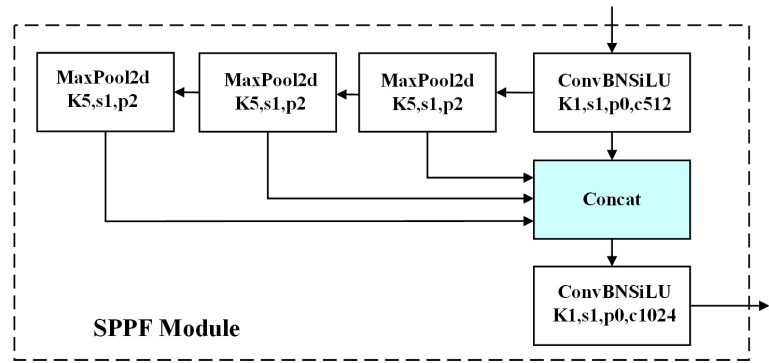 MaxPool2d
K5,s1,p2
MaxPool2d
K5,s1,p2
MaxPool2d
K5,s1,p2
ConvBNSiLU
K1,s1,p0,c512
Concat
ConvBNSiLU
K1,s1,p0,c1024
SPPF Module